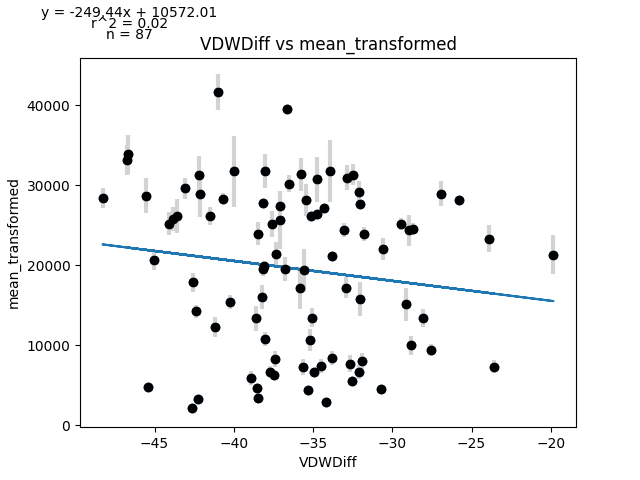 y = -249.44x + 10572.01
r^2 = 0.02
n = 87
VDWDiff vs mean_transformed
40000
30000
20000
10000
0
mean_transformed
−45
−40
−35
−30
−25
−20
VDWDiff